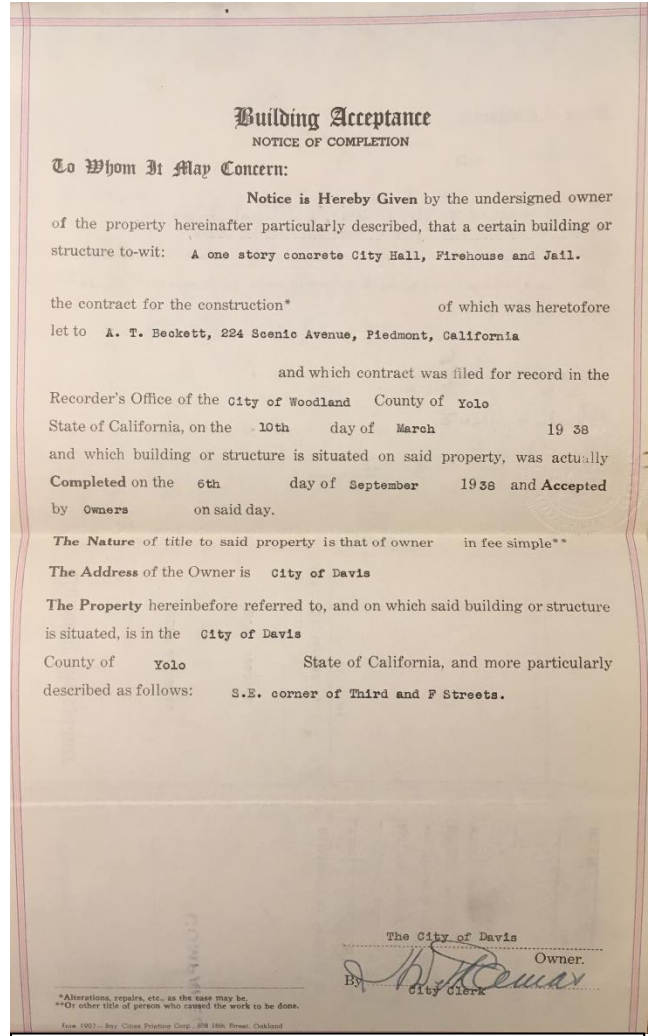 Building Acceptance
NOTICE OF COMPLETION
To Whom It May Concern:
Notice is Hereby Given by the undersigned owner
of the property hereinafter particularly described, that a certain building or
structure to-wit: A one story concrete City Hall, Firehouse and Jail.
the contract for the construction* of which was heretofore
let to A. T. Beckett, 224 Scenic Avenue, Piedmont, California
and which contract was filed for record in the
Recorder's Office of the City of Woodland County of Yolo
State of California, on the 10th day of March 1938
and which building or structure is situated on said property, was actually
Completed on the 6th day of September 1938 and Accepted
by Owners on said day.
The Nature of title to said property is that of owner in fee simple**
The Address of the Owner is City of Davis
The Property hereinbefore referred to, and on which said building or structure
is situated, is in the City of Davis
County of Yolo State of California, and more particularly
described as follows: S.E. corner of Third and F Streets.
The City of Davis
Owner.
By
City Clerk
*Alterations, repairs, etc., as the case may be.
**Or other title of person who caused the work to be done.
Bay Cities Printing Corp., Street, Oakland